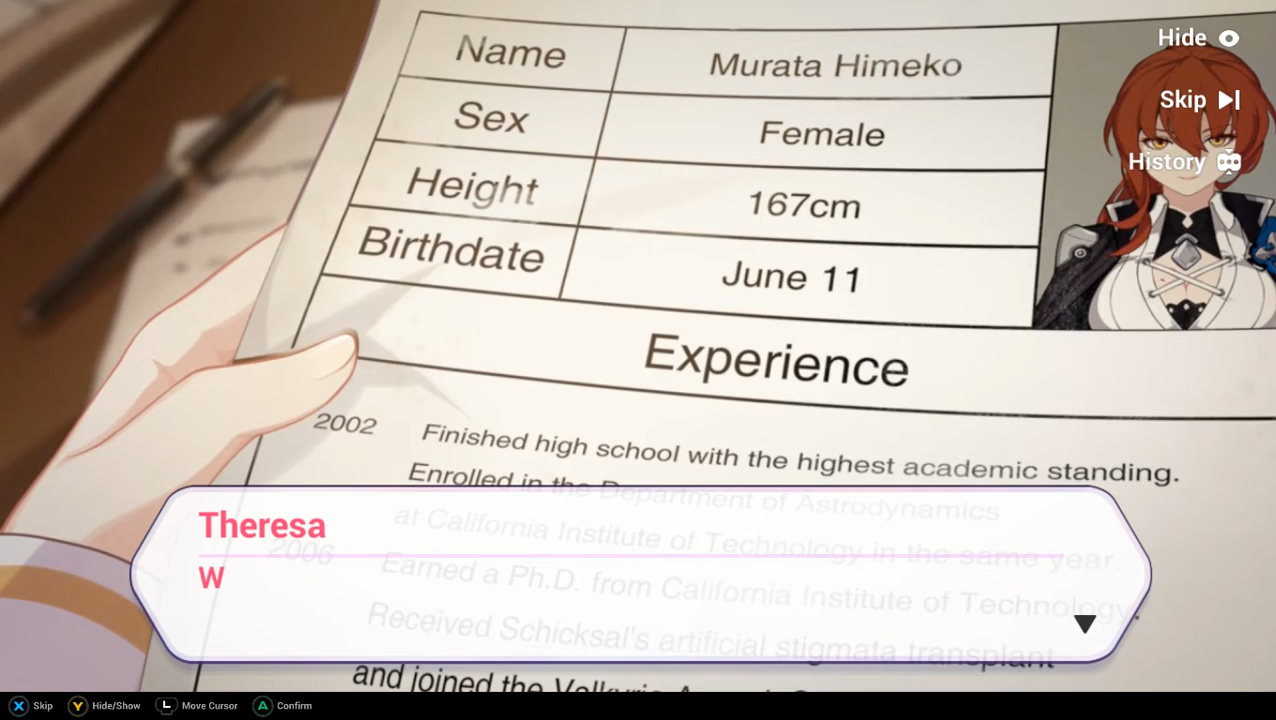 Name
Murata Himeko
Sex
Female
Height
167cm
Birthdate
June 11
Experience
2002
Finished high school with the highest academic standing.
Enrolled in the Department of Astrodynamics
at California Institute of Technology in the same year.
2006
Earned a Ph.D. from California Institute of Technology.
Received Schicksal's artificial stigmata transplant
and joined the Valkyrie
Hide
Skip
History
Theresa
W
X Skip
Y Hide/Show
L Move Cursor
A Confirm